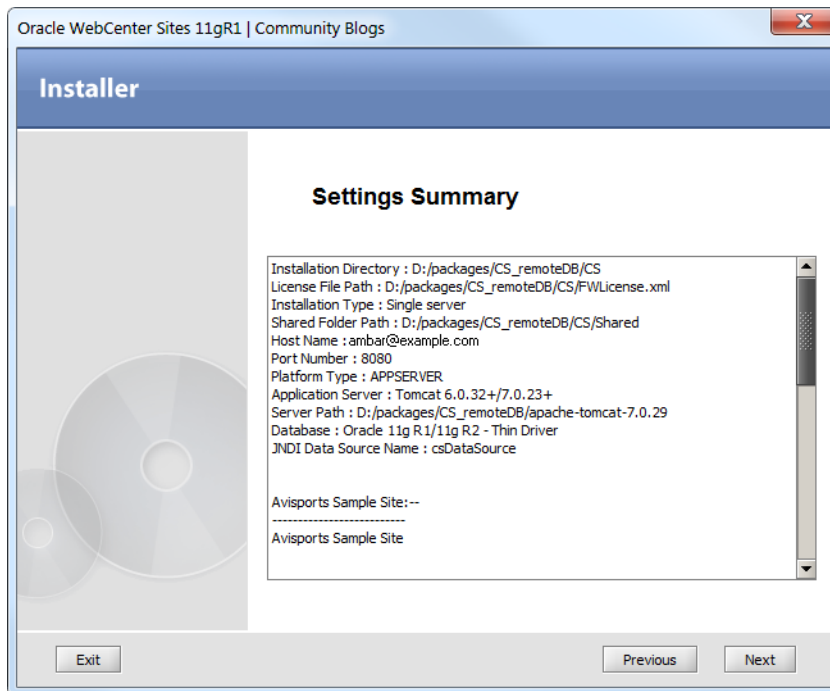 Oracle WebCenter Sites 11gR1 | Community Blogs
Installer
Settings Summary
Installation Directory : D:/packages/CS_remoteDB/CS
License File Path : D:/packages/CS_remoteDB/CS/FWLicense.xml
Installation Type : Single server
Shared Folder Path : D:/packages/CS_remoteDB/CS/Shared
Host Name : ambar@example.com
Port Number : 8080
Platform Type : APPSERVER
Application Server : Tomcat 6.0.32+/7.0.23+
Server Path : D:/packages/CS_remoteDB/apache-tomcat-7.0.29
Database : Oracle 11g R1/11g R2 - Thin Driver
JNDI Data Source Name : csDataSource
Avisports Sample Site:--
--------------------------
Avisports Sample Site
Exit
Previous
Next